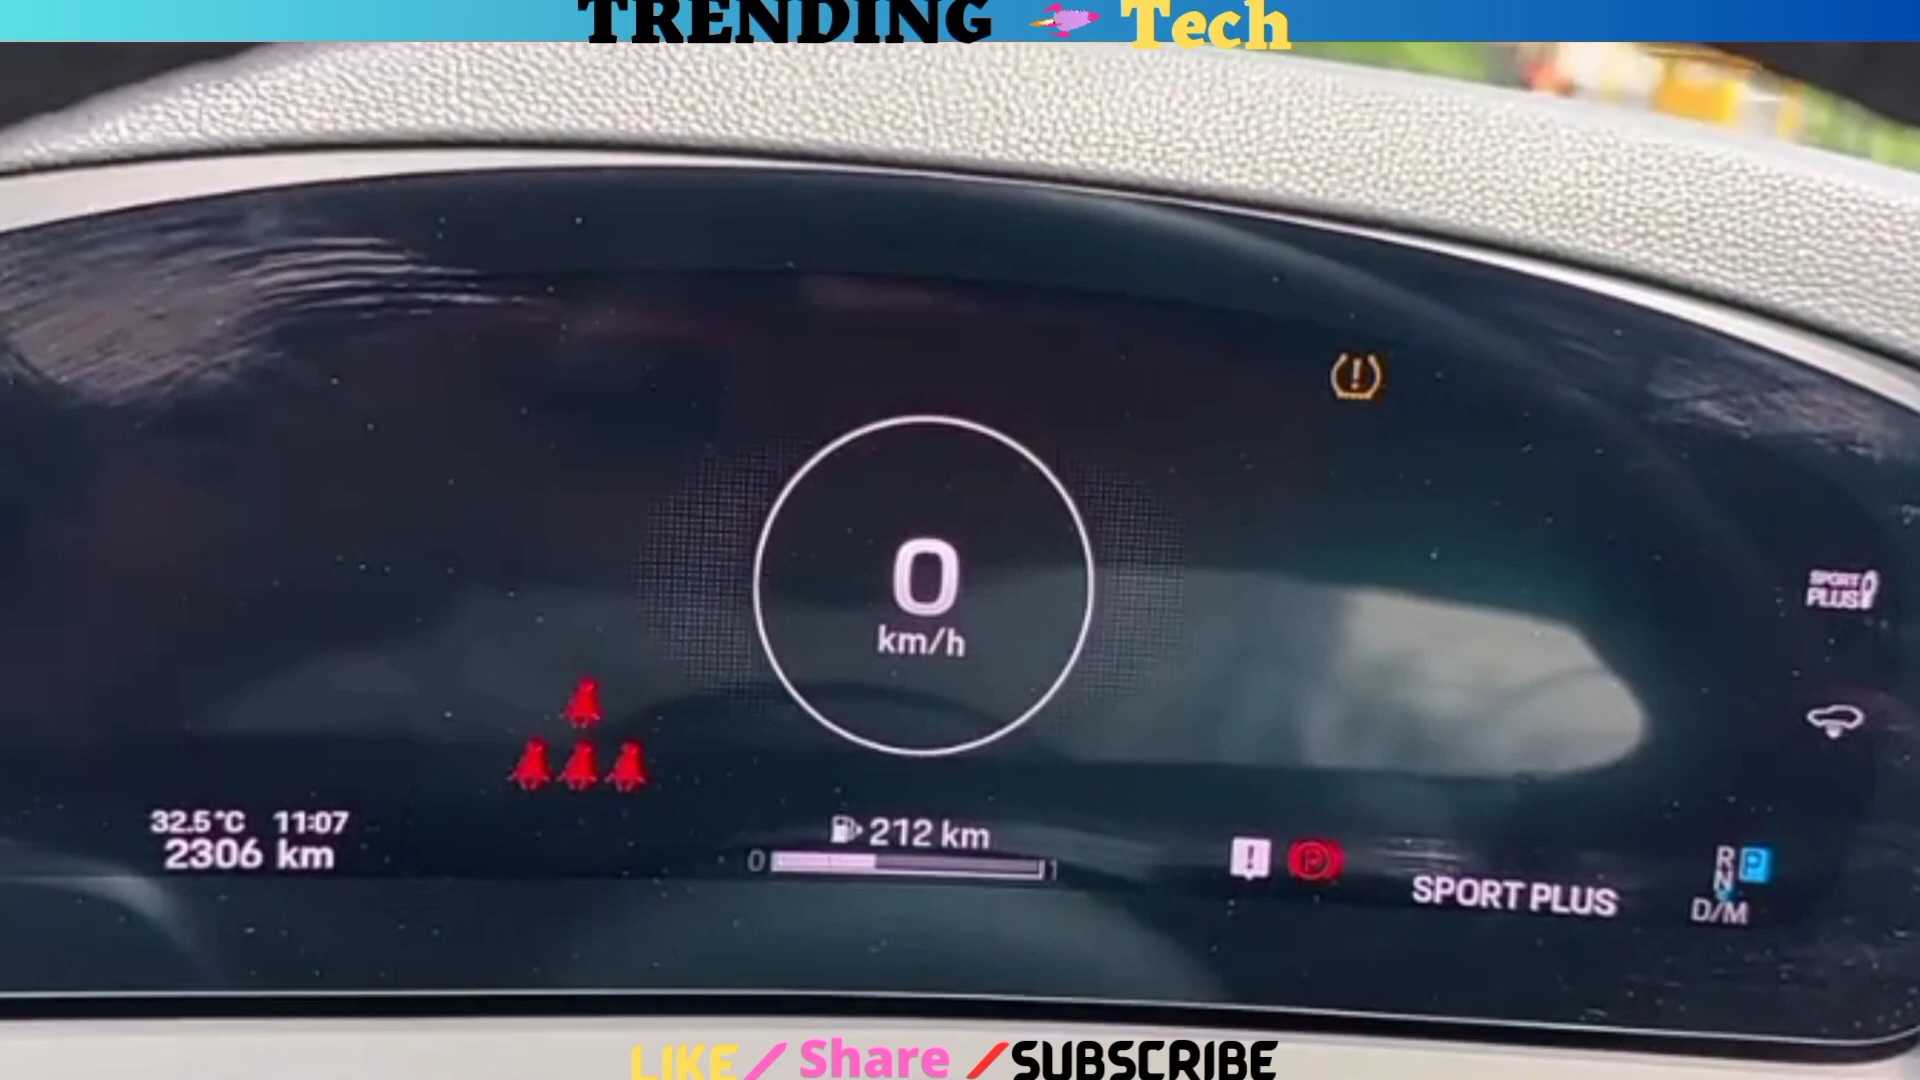 TRENDING Tech
0
km/h
SPORT
PLUS
32.5°C 11:07
2306 km
212 km
0 1
! P
SPORT PLUS
R P
N
D/M
LIKE / Share / SUBSCRIBE